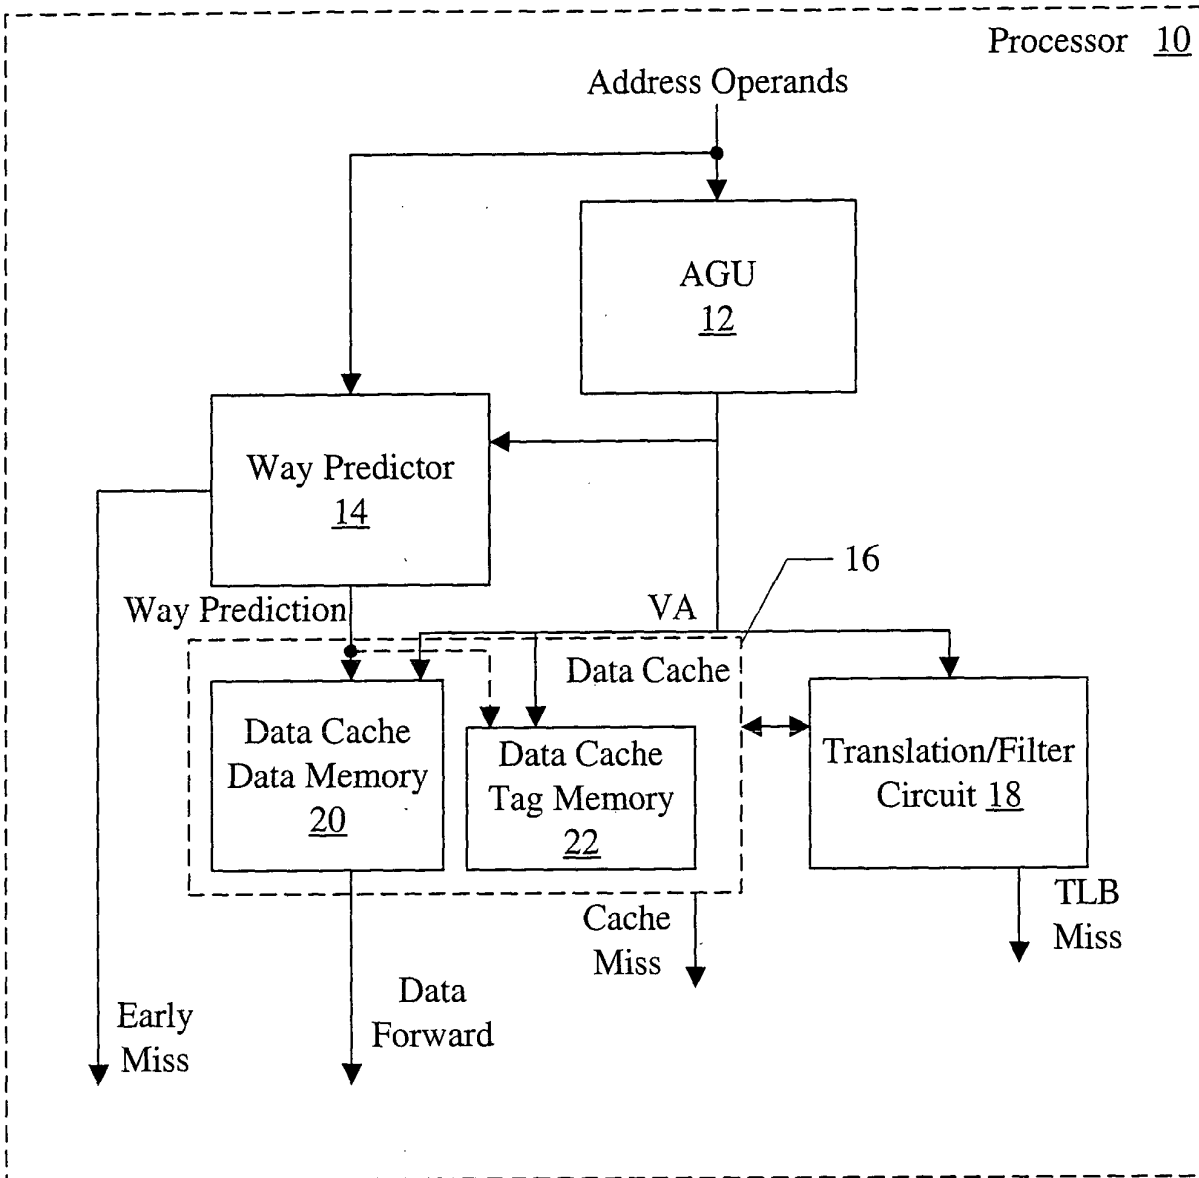 Processor 10
Address Operands
AGU
12
Way Predictor
14
16
Way Prediction
VA
Data Cache
Data Cache
Data Memory
20
Data Cache
Tag Memory
22
Translation/Filter
Circuit 18
Cache
Miss
TLB
Miss
Early
Miss
Data
Forward